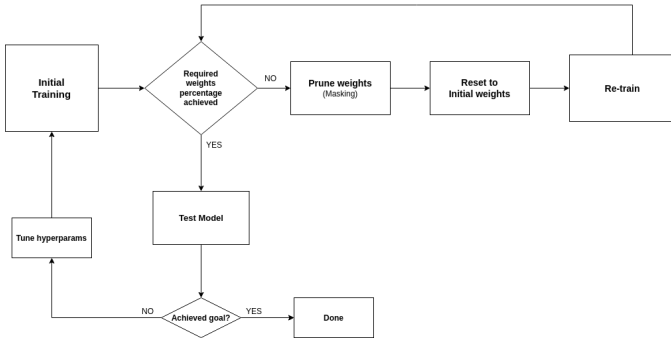 Initial
Training
Required
weights
percentage
achieved
NO
Prune weights
(Masking)
Reset to
Initial weights
Re-train
YES
Test Model
Tune hyperparams
NO
Achieved goal?
YES
Done